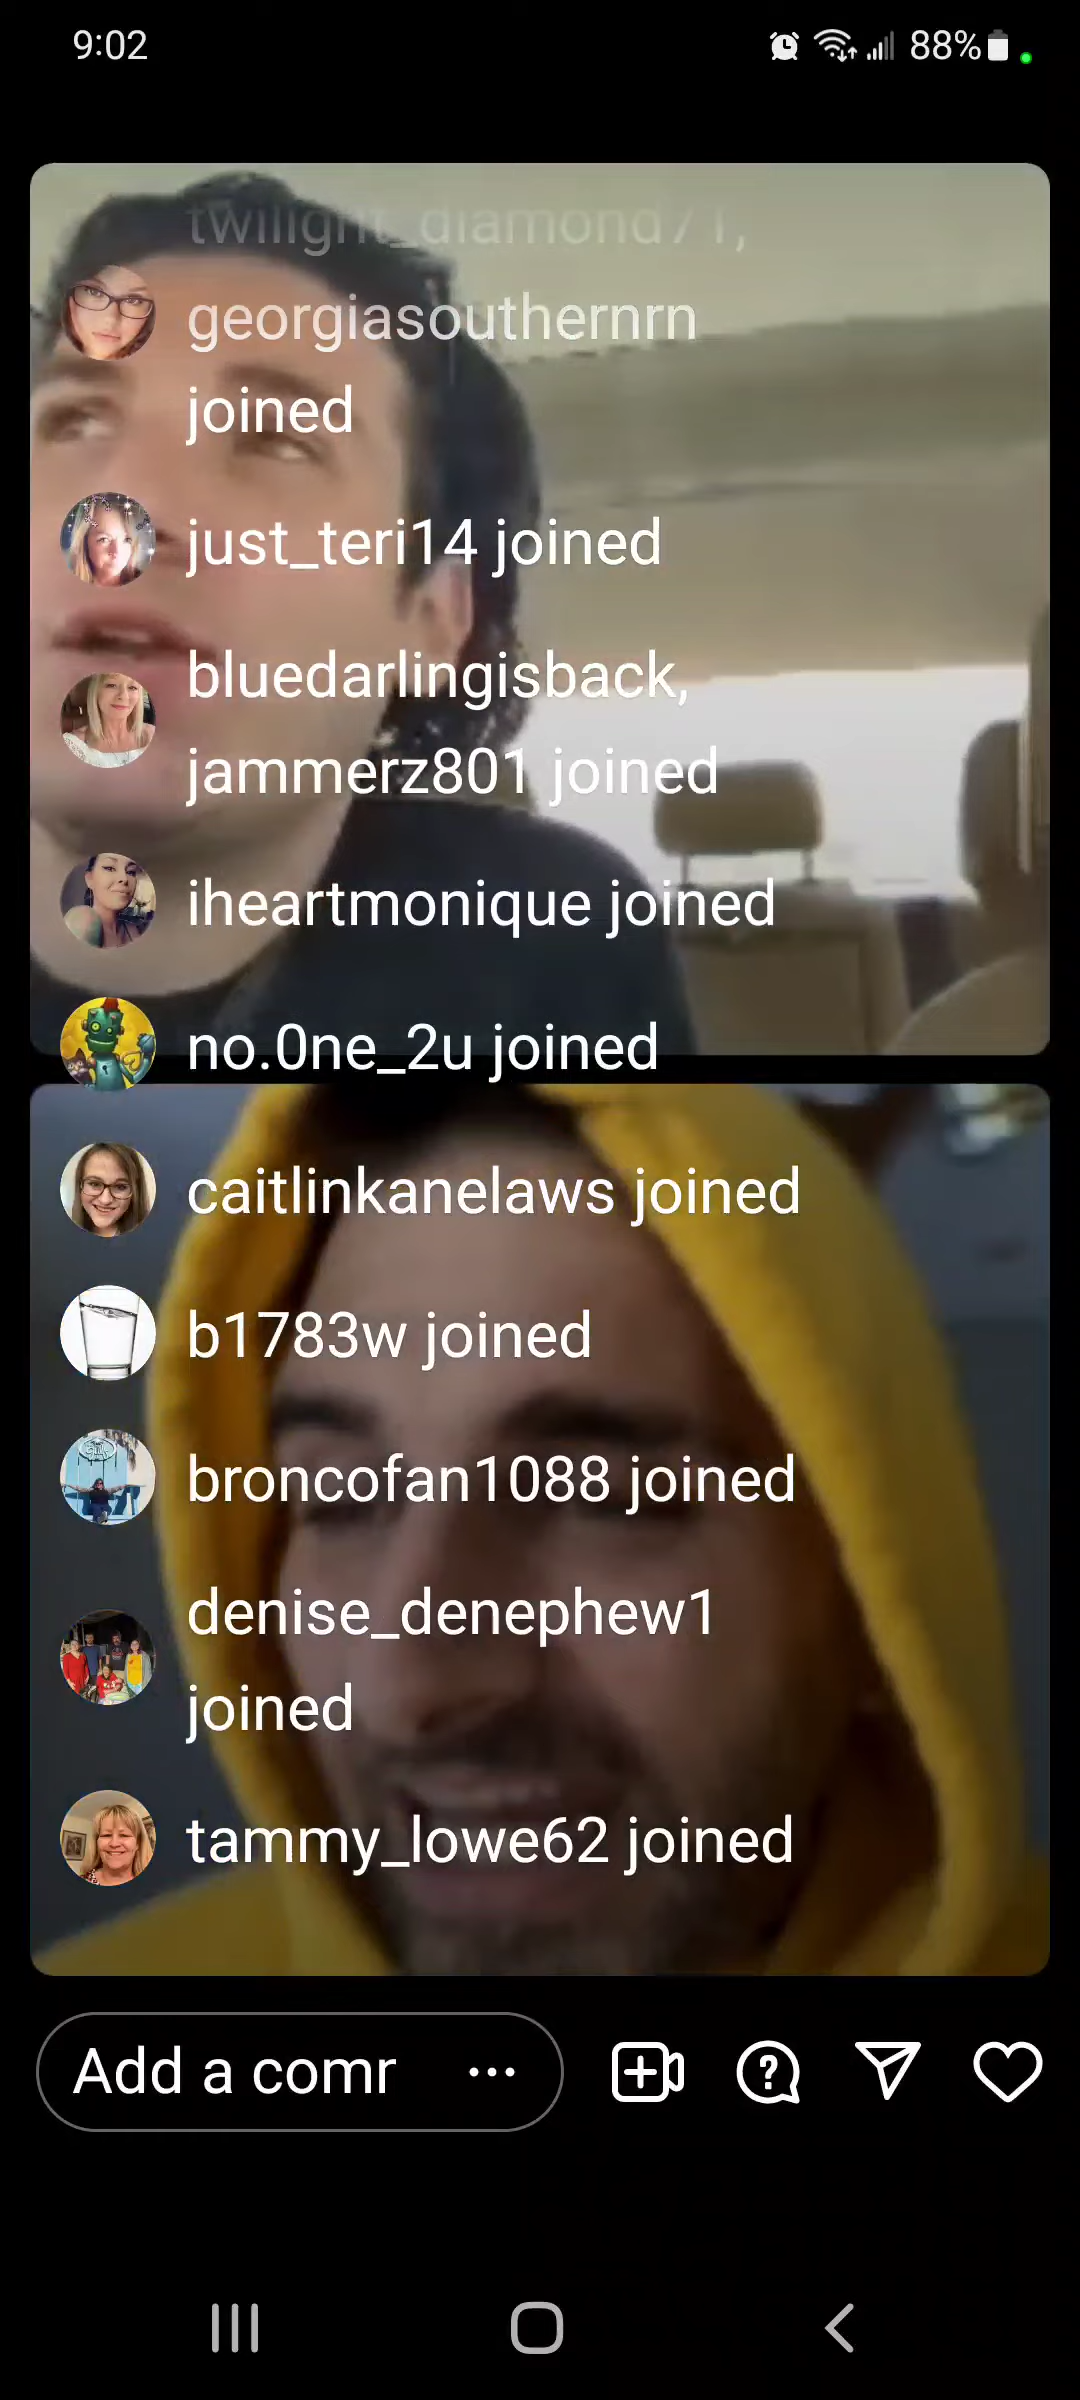 9:02
88%
twilight_diamond71,
georgiasouthernrn
joined
just_teri14 joined
bluedarlingisback,
jammerz801 joined
iheartmonique joined
no.0ne_2u joined
caitlinkanelaws joined
b1783w joined
broncofan1088 joined
denise_denephew1
joined
tammy_lowe62 joined
Add a comr